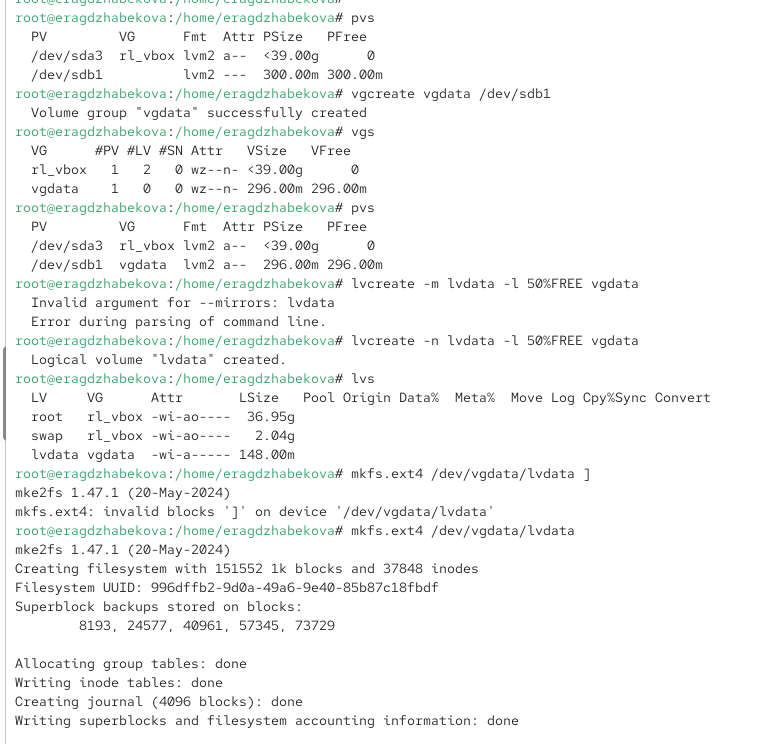 root@eragdzhabekova:/home/eragdzhabekova# pvs
  PV         VG      Fmt  Attr PSize   PFree
  /dev/sda3  rl_vbox lvm2 a--  <39.00g      0
  /dev/sdb1          lvm2 ---  300.00m 300.00m
root@eragdzhabekova:/home/eragdzhabekova# vgcreate vgdata /dev/sdb1
  Volume group "vgdata" successfully created
root@eragdzhabekova:/home/eragdzhabekova# vgs
  VG      #PV #LV #SN Attr   VSize   VFree
  rl_vbox   1   2   0 wz--n- <39.00g      0
  vgdata    1   0   0 wz--n- 296.00m 296.00m
root@eragdzhabekova:/home/eragdzhabekova# pvs
  PV         VG      Fmt  Attr PSize   PFree
  /dev/sda3  rl_vbox lvm2 a--  <39.00g      0
  /dev/sdb1  vgdata  lvm2 a--  296.00m 296.00m
root@eragdzhabekova:/home/eragdzhabekova# lvcreate -m lvdata -l 50%FREE vgdata
  Invalid argument for --mirrors: lvdata
  Error during parsing of command line.
root@eragdzhabekova:/home/eragdzhabekova# lvcreate -n lvdata -l 50%FREE vgdata
  Logical volume "lvdata" created.
root@eragdzhabekova:/home/eragdzhabekova# lvs
  LV     VG      Attr       LSize   Pool Origin Data%  Meta%  Move Log Cpy%Sync Convert
  root   rl_vbox -wi-ao----  36.95g
  swap   rl_vbox -wi-ao----   2.04g
  lvdata vgdata  -wi-a----- 148.00m
root@eragdzhabekova:/home/eragdzhabekova# mkfs.ext4 /dev/vgdata/lvdata ]
mke2fs 1.47.1 (20-May-2024)
mkfs.ext4: invalid blocks ']' on device '/dev/vgdata/lvdata'
root@eragdzhabekova:/home/eragdzhabekova# mkfs.ext4 /dev/vgdata/lvdata
mke2fs 1.47.1 (20-May-2024)
Creating filesystem with 151552 1k blocks and 37848 inodes
Filesystem UUID: 996dffb2-9d0a-49a6-9e40-85b87c18fbdf
Superblock backups stored on blocks:
        8193, 24577, 40961, 57345, 73729

Allocating group tables: done
Writing inode tables: done
Creating journal (4096 blocks): done
Writing superblocks and filesystem accounting information: done